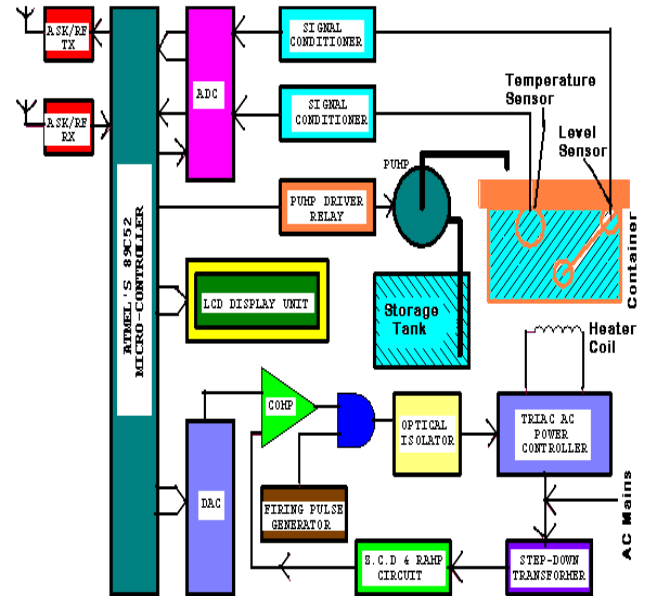 ASK/RF
TX
SIGNAL
CONDITIONER
Temperature
Sensor
ADC
ASK/RF
RX
SIGNAL
CONDITIONER
Level
Sensor
PUMP
PUMP DRIVER
RELAY
ATMEL'S 89C52
MICRO-CONTROLLER
Container
LCD DISPLAY UNIT
Storage
Tank
Heater
Coil
COMP
OPTICAL
ISOLATOR
TRIAC AC
POWER
CONTROLLER
DAC
FIRING PULSE
GENERATOR
AC Mains
S.C.D & RAMP
CIRCUIT
STEP-DOWN
TRANSFORMER